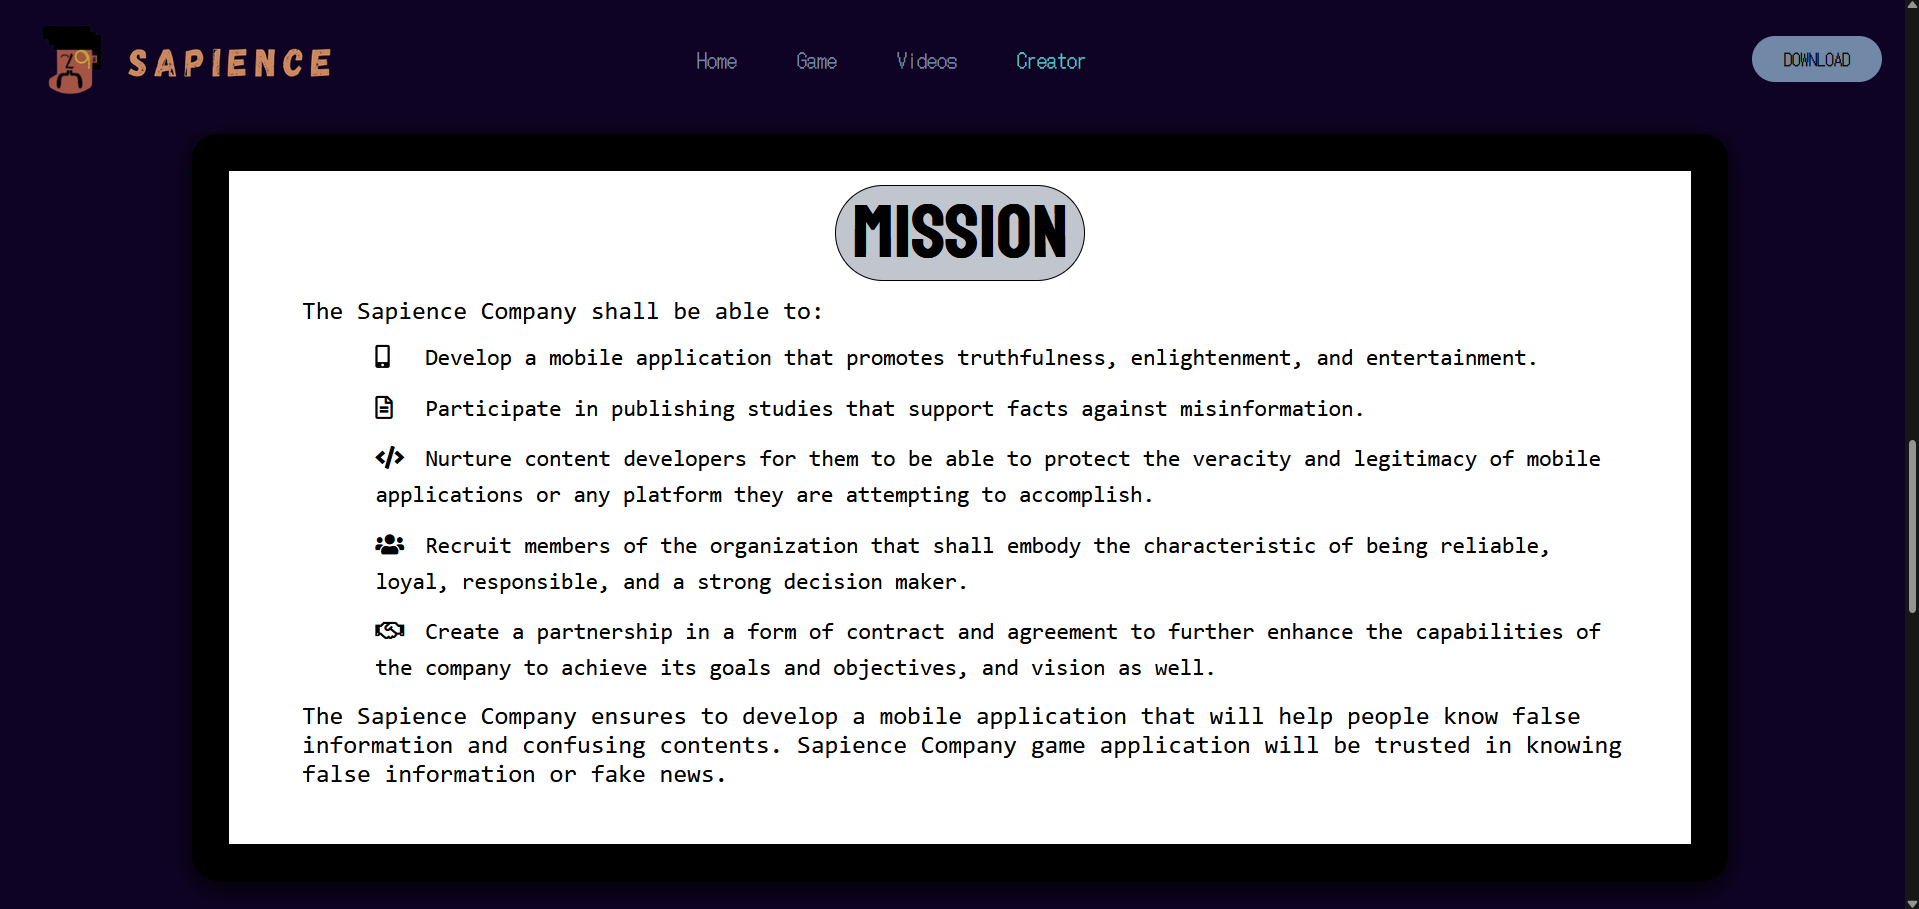 SAPIENCE
Home Game Videos Creator
DOWNLOAD
MISSION
The Sapience Company shall be able to:
Develop a mobile application that promotes truthfulness, enlightenment, and entertainment.
Participate in publishing studies that support facts against misinformation.
Nurture content developers for them to be able to protect the veracity and legitimacy of mobile
applications or any platform they are attempting to accomplish.
Recruit members of the organization that shall embody the characteristic of being reliable,
loyal, responsible, and a strong decision maker.
Create a partnership in a form of contract and agreement to further enhance the capabilities of
the company to achieve its goals and objectives, and vision as well.
The Sapience Company ensures to develop a mobile application that will help people know false
information and confusing contents. Sapience Company game application will be trusted in knowing
false information or fake news.